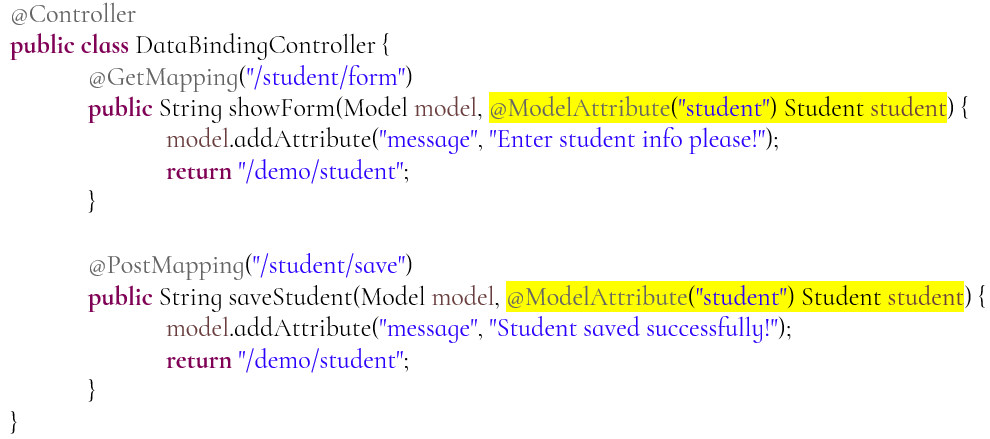 @Controller
public class DataBindingController {
@GetMapping("/student/form")
public String showForm(Model model, @ModelAttribute("student") Student student) {
model.addAttribute("message", "Enter student info please!");
return "/demo/student";
}
@PostMapping("/student/save")
public String saveStudent(Model model, @ModelAttribute("student") Student student) {
model.addAttribute("message", "Student saved successfully!");
return "/demo/student";
}
}